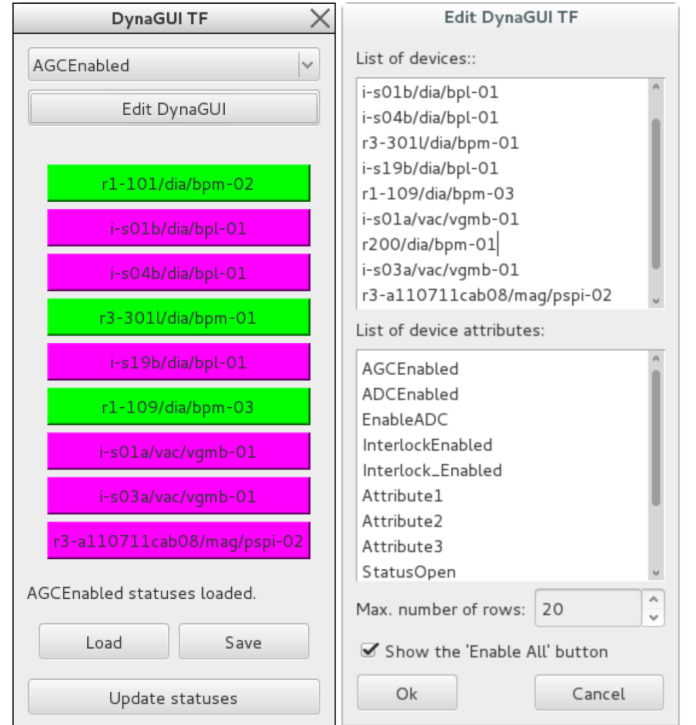 DynaGUI TF
AGCEnabled
Edit DynaGUI
r1-101/dia/bpm-02
i-s01b/dia/bpl-01
i-s04b/dia/bpl-01
r3-301l/dia/bpm-01
i-s19b/dia/bpl-01
r1-109/dia/bpm-03
i-s01a/vac/vgmb-01
i-s03a/vac/vgmb-01
r3-a110711cab08/mag/pspi-02
AGCEnabled statuses loaded.
Load
Save
Update statuses
Edit DynaGUI TF
List of devices::
i-s01b/dia/bpl-01
i-s04b/dia/bpl-01
r3-301l/dia/bpm-01
i-s19b/dia/bpl-01
r1-109/dia/bpm-03
i-s01a/vac/vgmb-01
r200/dia/bpm-01
i-s03a/vac/vgmb-01
r3-a110711cab08/mag/pspi-02
List of device attributes:
AGCEnabled
ADCEnabled
EnableADC
InterlockEnabled
Interlock_Enabled
Attribute1
Attribute2
Attribute3
StatusOpen
Max. number of rows: 20
Show the 'Enable All' button
Ok
Cancel